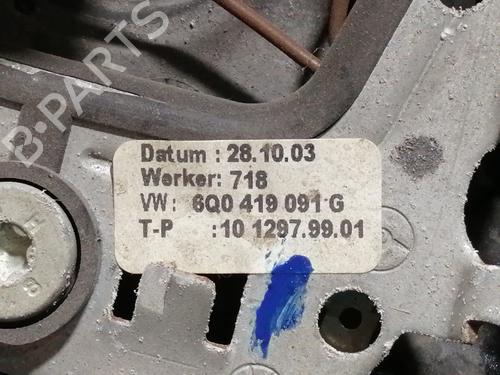 B-PARTS
Datum : 28.10.03
Werker: 718
VW: 6Q0 419 091 G
T-P :10 1297.99.01